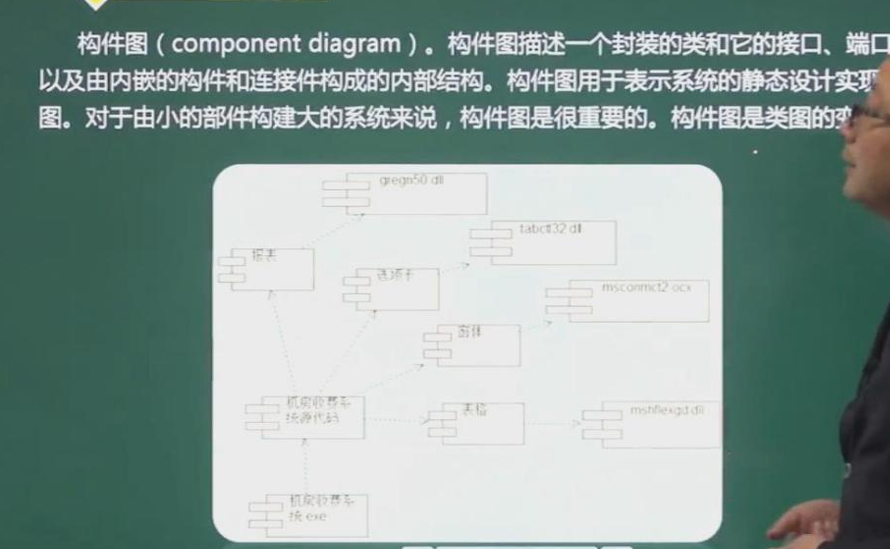 构件图（component diagram）。构件图描述一个封装的类和它的接口、端口
以及由内嵌的构件和连接件构成的内部结构。构件图用于表示系统的静态设计实现
图。对于由小的部件构建大的系统来说，构件图是很重要的。构件图是类图的变
gregn50 dll
tabctl32 dll
报表
选项卡
msconmct2 ocx
窗体
机房收费系
统源代码
表格
mshflexgd dll
机房收费系
统 exe